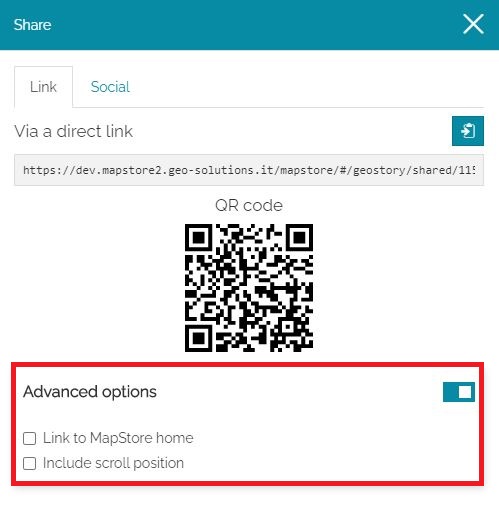 Share
Link Social
Via a direct link
https://dev.mapstore2.geo-solutions.it/mapstore/#/geostory/shared/115
QR code
Advanced options
Link to MapStore home
Include scroll position